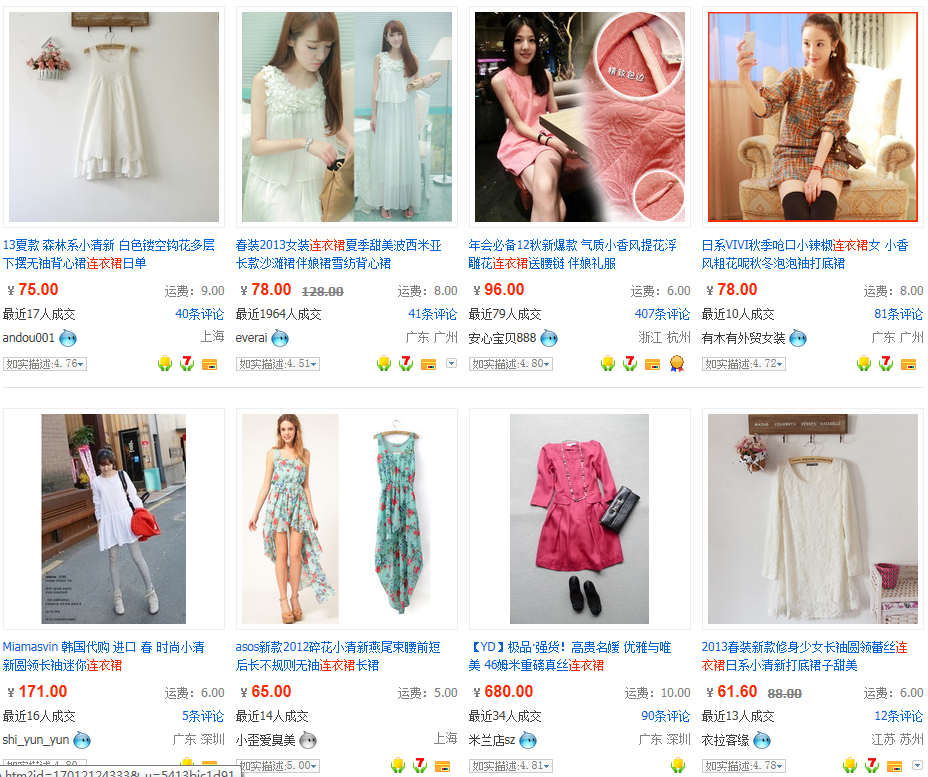 精致包边
13夏款 森林系小清新 白色镂空钩花多层
下摆无袖背心裙连衣裙日单
¥ 75.00 运费：9.00
最近17人成交 40条评论
andou001 上海
如实描述:4.76
7
春装2013女装连衣裙夏季甜美波西米亚
长款沙滩裙伴娘裙雪纺背心裙
¥ 78.00 128.00 运费：8.00
最近1964人成交 41条评论
everai 广东 广州
如实描述:4.51
7
年会必备12秋新爆款 气质小香风提花浮
雕花连衣裙送腰链 伴娘礼服
¥ 96.00 运费：6.00
最近79人成交 407条评论
安心宝贝888 浙江 杭州
如实描述:4.80
7
日系VIVI秋季呛口小辣椒连衣裙女 小香
风粗花呢秋冬泡泡袖打底裙
¥ 78.00 运费：8.00
最近10人成交 81条评论
有木有外贸女装 广东 广州
如实描述:4.72
7
Miamasvin 韩国代购 进口 春 时尚小清
新圆领长袖迷你连衣裙
¥ 171.00 运费：6.00
最近16人成交 5条评论
shi_yun_yun 广东 深圳
如实描述:4.80
asos新款2012碎花小清新燕尾束腰前短
后长不规则无袖连衣裙长裙
¥ 65.00 运费：5.00
最近14人成交
小歪爱臭美 上海
如实描述:5.00
7
【YD】极品·强货！高贵名媛 优雅与唯
美 46姆米重磅真丝连衣裙
¥ 680.00 运费：10.00
最近34人成交 90条评论
米兰店sz 广东 深圳
如实描述:4.81
2013春装新款修身少女长袖圆领蕾丝连
衣裙日系小清新打底裙子甜美
¥ 61.60 88.00 运费：6.00
最近13人成交 12条评论
衣拉客缘 江苏 苏州
如实描述:4.78
7